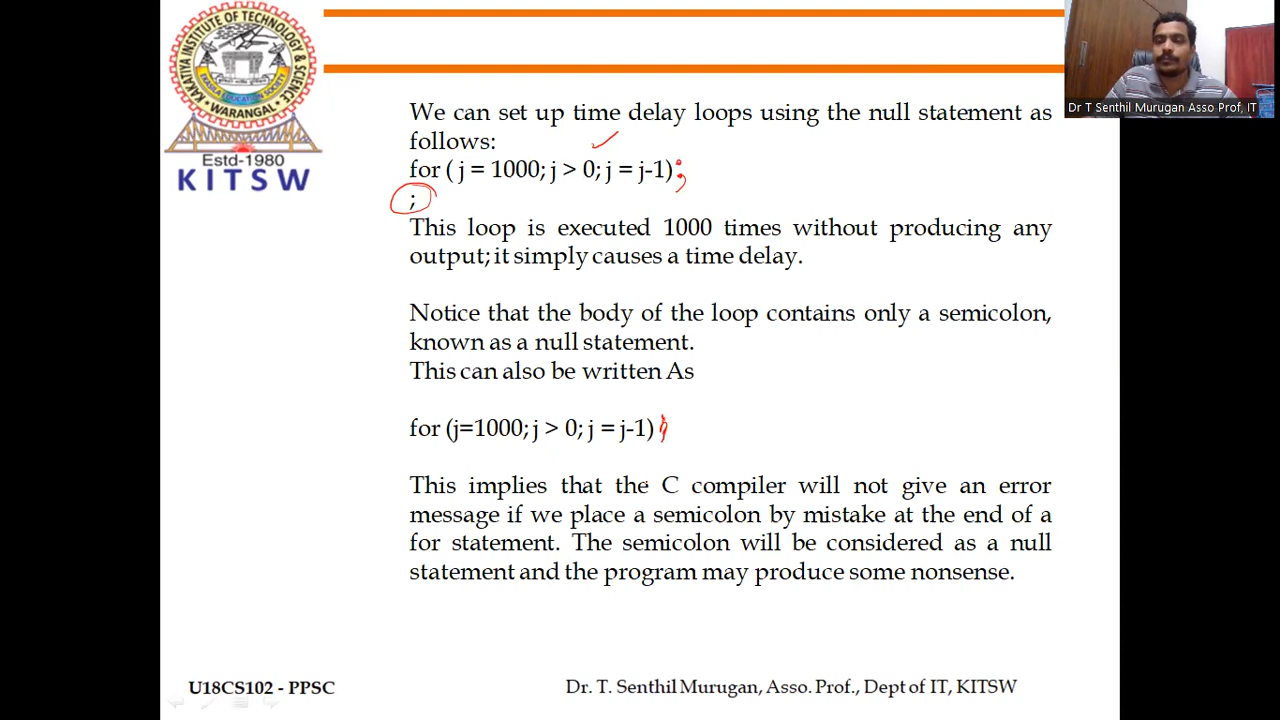 KAKATIYA INSTITUTE OF TECHNOLOGY & SCIENCE
WARANGAL
Estd-1980
KITSW
Dr T Senthil Murugan Asso Prof, IT
We can set up time delay loops using the null statement as
follows:
for ( j = 1000; j > 0; j = j-1);
;
This loop is executed 1000 times without producing any
output; it simply causes a time delay.
Notice that the body of the loop contains only a semicolon,
known as a null statement.
This can also be written As
for (j=1000; j > 0; j = j-1) ;
This implies that the C compiler will not give an error
message if we place a semicolon by mistake at the end of a
for statement. The semicolon will be considered as a null
statement and the program may produce some nonsense.
U18CS102 - PPSC
Dr. T. Senthil Murugan, Asso. Prof., Dept of IT, KITSW